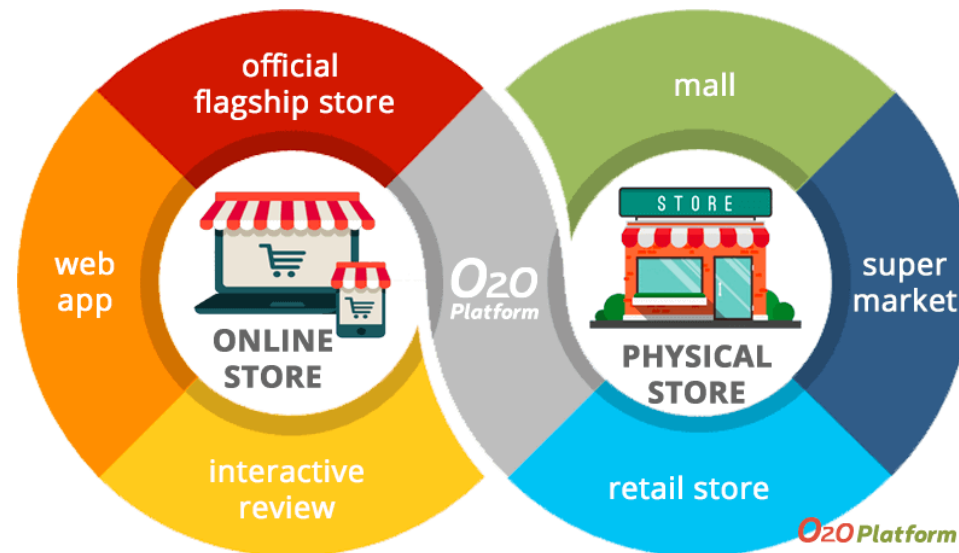 official
flagship store
mall
web
app
O2O
Platform
super
market
STORE
ONLINE
STORE
PHYSICAL
STORE
interactive
review
retail store
O2O Platform